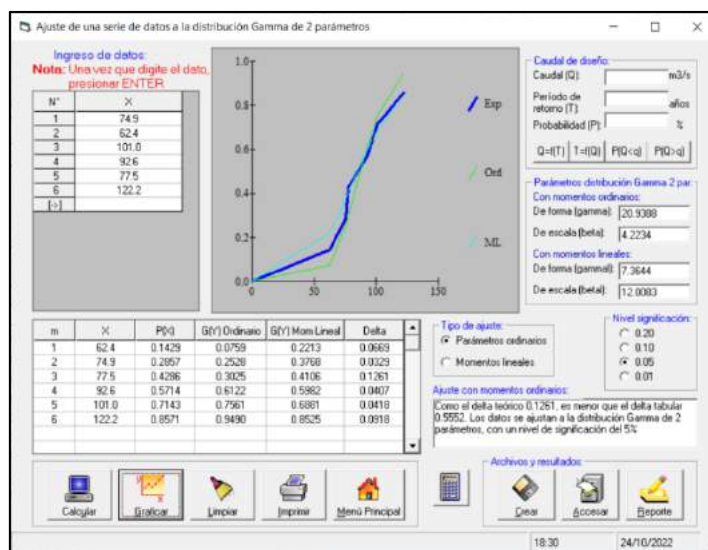 Ajuste de una serie de datos a la distribución Gamma de 2 parámetros
Ingreso de datos:
Nota: Una vez que digite el dato, presionar ENTER
N° X
1 74.9
2 62.4
3 101.0
4 92.6
5 77.5
6 122.2
[->]
1.0
0.8
0.6
0.4
0.2
0.0
0 50 100 150
Exp
Ord
ML
Caudal de diseño:
Caudal (Q): m3/s
Período de retorno (T): años
Probabilidad (P): %
Q=f(T) T=f(Q) P(Q<q) P(Q>q)
Parámetros distribución Gamma 2 par.
Con momentos ordinarios:
De forma (gamma) 20.9388
De escala (beta) 4.2234
Con momentos lineales:
De forma (gammal) 7.3644
De escala (betal) 12.0083
m X P(X) G(Y) Ordinario G(Y) Mom Lineal Delta
1 62.4 0.1429 0.0759 0.2213 0.0669
2 74.9 0.2857 0.2528 0.3768 0.0329
3 77.5 0.4286 0.3025 0.4106 0.1261
4 92.6 0.5714 0.6122 0.5982 0.0407
5 101.0 0.7143 0.7561 0.6881 0.0418
6 122.2 0.8571 0.9490 0.8525 0.0918
Tipo de ajuste:
Parámetros ordinarios
Momentos lineales
Nivel significación:
0.20
0.10
0.05
0.01
Ajuste con momentos ordinarios:
Como el delta teórico 0.1261, es menor que el delta tabular
0.5552. Los datos se ajustan a la distribución Gamma de 2
parámetros, con un nivel de significación del 5%
Calcular Graficar Limpiar Imprimir Menú Principal
Archivos y resultados:
Crear Accesar Reporte
18:30 24/10/2022